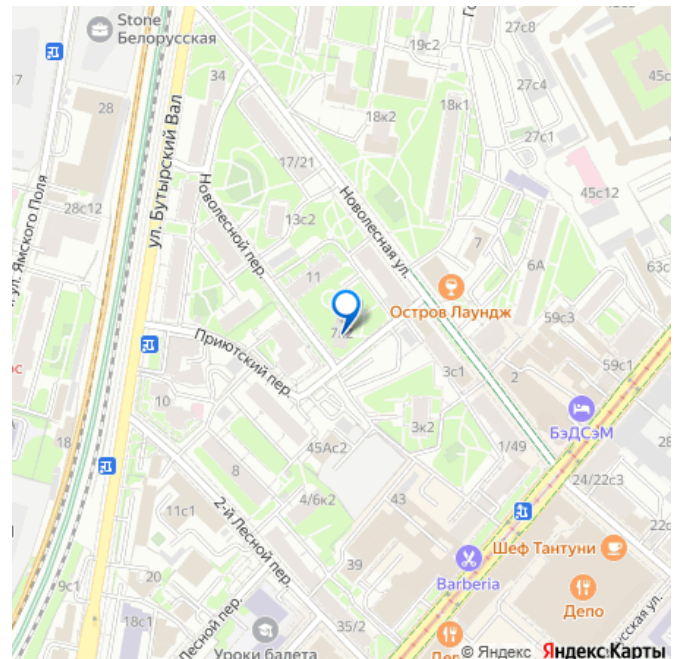 27с8
Stone
Белорусская
19с2
45с
17
34
27с4
18к1
28
18к2
27с1
ул. Ямского Поля
ул. Бутырский Вал
17/21
Новолесной пер.
Новолесная ул.
45с12
28с12
13с2
7
11
6А
63с
Остров Лаундж
59с3
Приютский пер.
3с1
59с1
2
10
БэДСэМ
3к2
18
45Ас2
1/49
28
8
4/6к2
43
24/22с3
11с1
2-й Лесной пер.
22с
Шеф Тантуни
39
9с1
20
Barberia
Депо
18с1
Лесной пер.
35/2
Уроки балета
© Яндекс Яндекс Карты